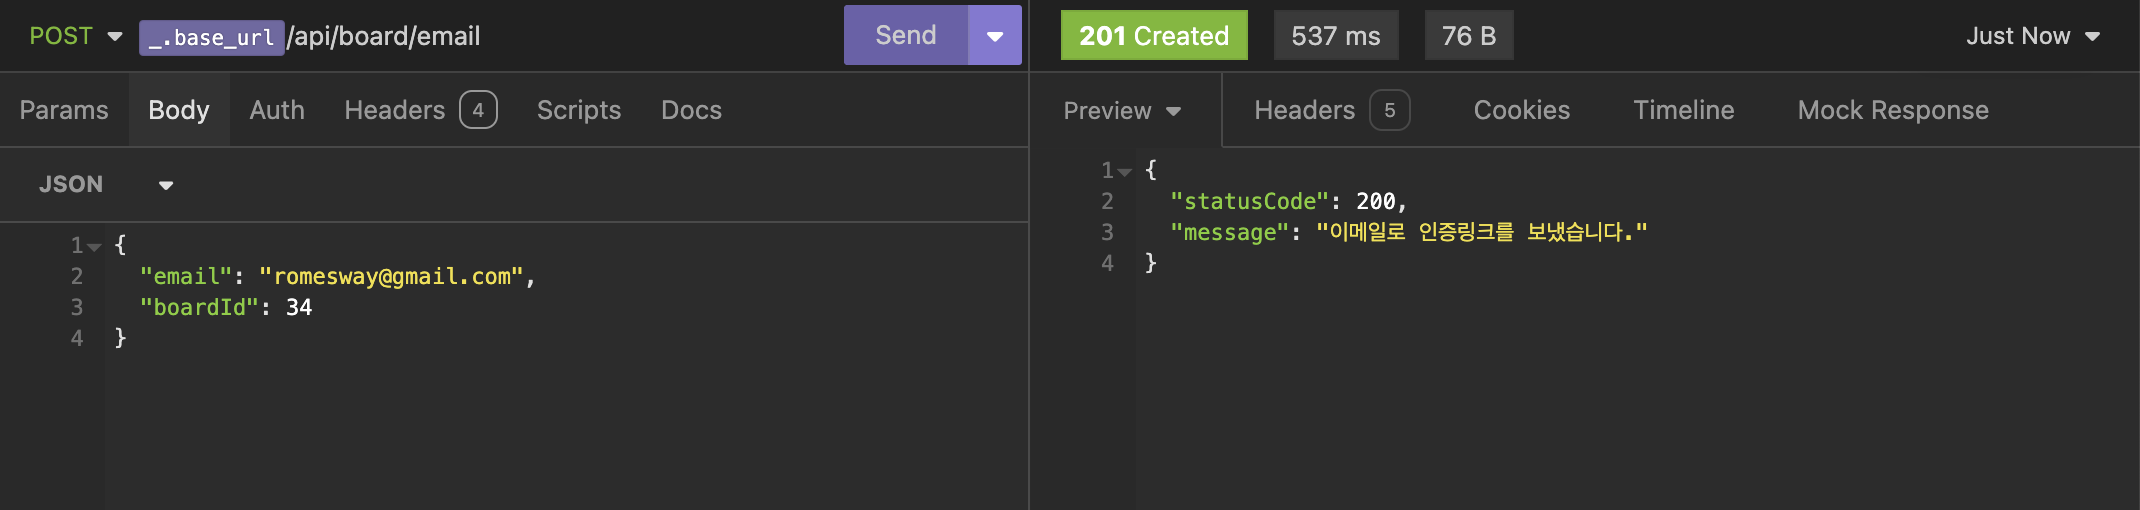 POST _.base_url/api/board/email Send
Params Body Auth Headers 4 Scripts Docs
JSON
1 {
2 "email": "romesway@gmail.com",
3 "boardId": 34
4 }
201 Created 537 ms 76 B Just Now
Preview Headers 5 Cookies Timeline Mock Response
1 {
2 "statusCode": 200,
3 "message": "이메일로 인증링크를 보냈습니다."
4 }